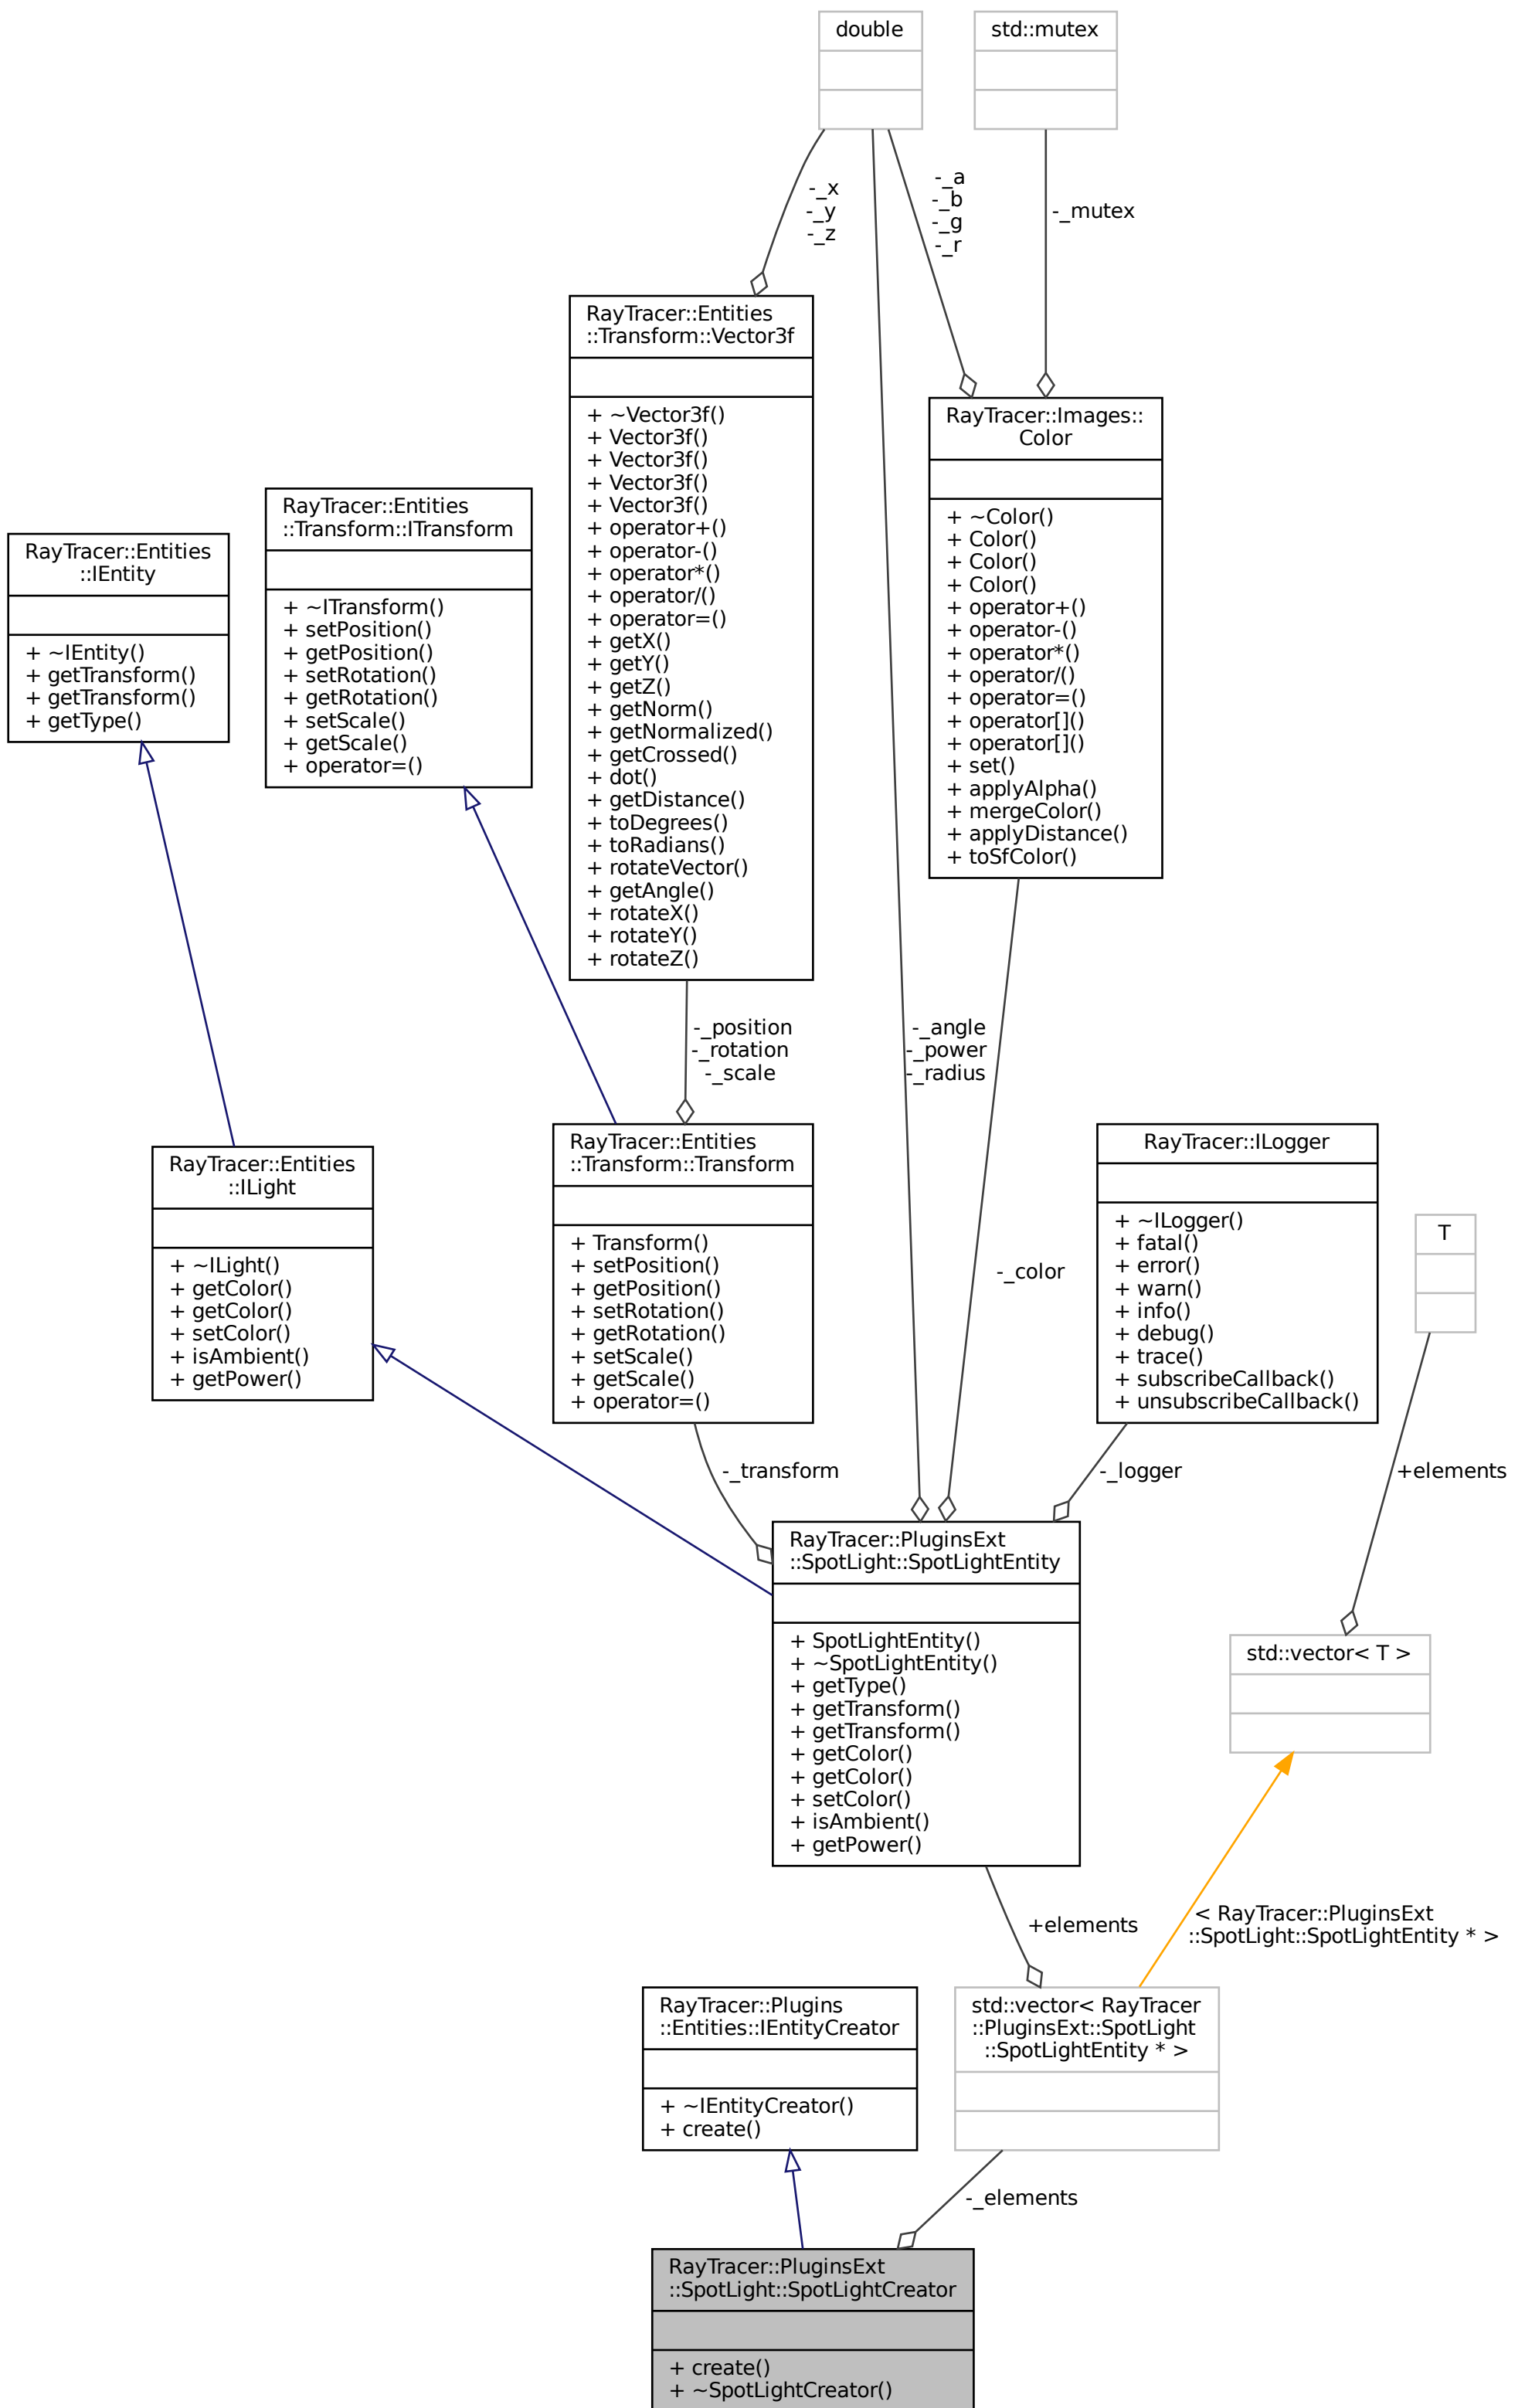 double
std::mutex
-_x
-_y
-_z
-_a
-_b
-_g
-_r
-_mutex
RayTracer::Entities
::Transform::Vector3f
+ ~Vector3f()
+ Vector3f()
+ Vector3f()
+ Vector3f()
+ Vector3f()
+ operator+()
+ operator-()
+ operator*()
+ operator/()
+ operator=()
+ getX()
+ getY()
+ getZ()
+ getNorm()
+ getNormalized()
+ getCrossed()
+ dot()
+ getDistance()
+ toDegrees()
+ toRadians()
+ rotateVector()
+ getAngle()
+ rotateX()
+ rotateY()
+ rotateZ()
RayTracer::Images::
Color
+ ~Color()
+ Color()
+ Color()
+ Color()
+ operator+()
+ operator-()
+ operator*()
+ operator/()
+ operator=()
+ operator[]()
+ operator[]()
+ set()
+ applyAlpha()
+ mergeColor()
+ applyDistance()
+ toSfColor()
RayTracer::Entities
::Transform::ITransform
+ ~ITransform()
+ setPosition()
+ getPosition()
+ setRotation()
+ getRotation()
+ setScale()
+ getScale()
+ operator=()
RayTracer::Entities
::IEntity
+ ~IEntity()
+ getTransform()
+ getTransform()
+ getType()
-_position
-_rotation
-_scale
-_angle
-_power
-_radius
RayTracer::Entities
::ILight
+ ~ILight()
+ getColor()
+ getColor()
+ setColor()
+ isAmbient()
+ getPower()
RayTracer::Entities
::Transform::Transform
+ Transform()
+ setPosition()
+ getPosition()
+ setRotation()
+ getRotation()
+ setScale()
+ getScale()
+ operator=()
-_color
RayTracer::ILogger
+ ~ILogger()
+ fatal()
+ error()
+ warn()
+ info()
+ debug()
+ trace()
+ subscribeCallback()
+ unsubscribeCallback()
T
-_transform
-_logger
+elements
RayTracer::PluginsExt
::SpotLight::SpotLightEntity
+ SpotLightEntity()
+ ~SpotLightEntity()
+ getType()
+ getTransform()
+ getTransform()
+ getColor()
+ getColor()
+ setColor()
+ isAmbient()
+ getPower()
std::vector< T >
+elements
< RayTracer::PluginsExt
::SpotLight::SpotLightEntity * >
RayTracer::Plugins
::Entities::IEntityCreator
+ ~IEntityCreator()
+ create()
std::vector< RayTracer
::PluginsExt::SpotLight
::SpotLightEntity * >
-_elements
RayTracer::PluginsExt
::SpotLight::SpotLightCreator
+ create()
+ ~SpotLightCreator()